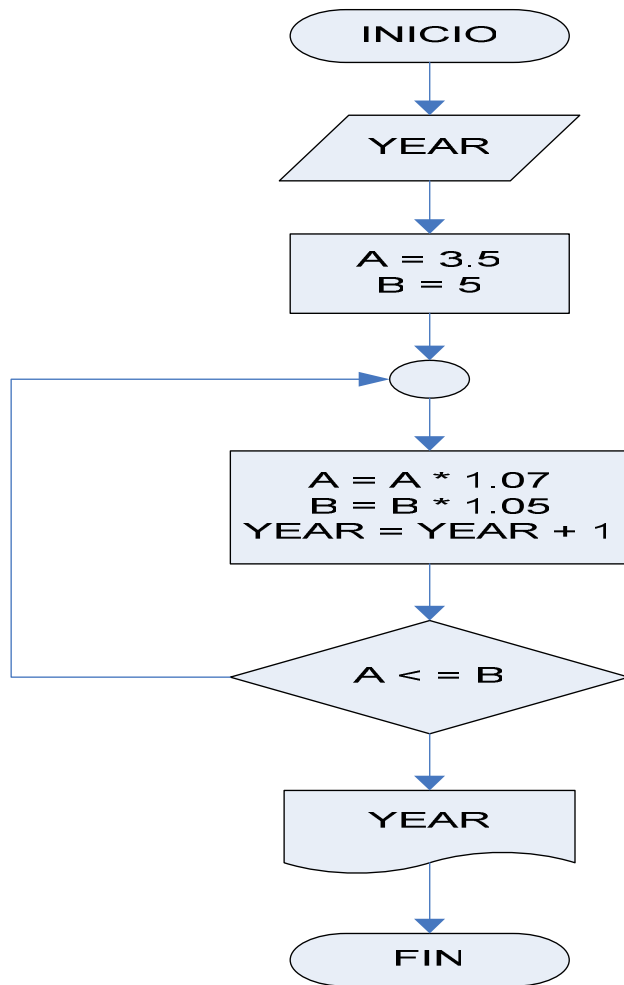 INICIO
YEAR
A = 3.5
B = 5
A = A * 1.07
B = B * 1.05
YEAR = YEAR + 1
A < = B
YEAR
FIN